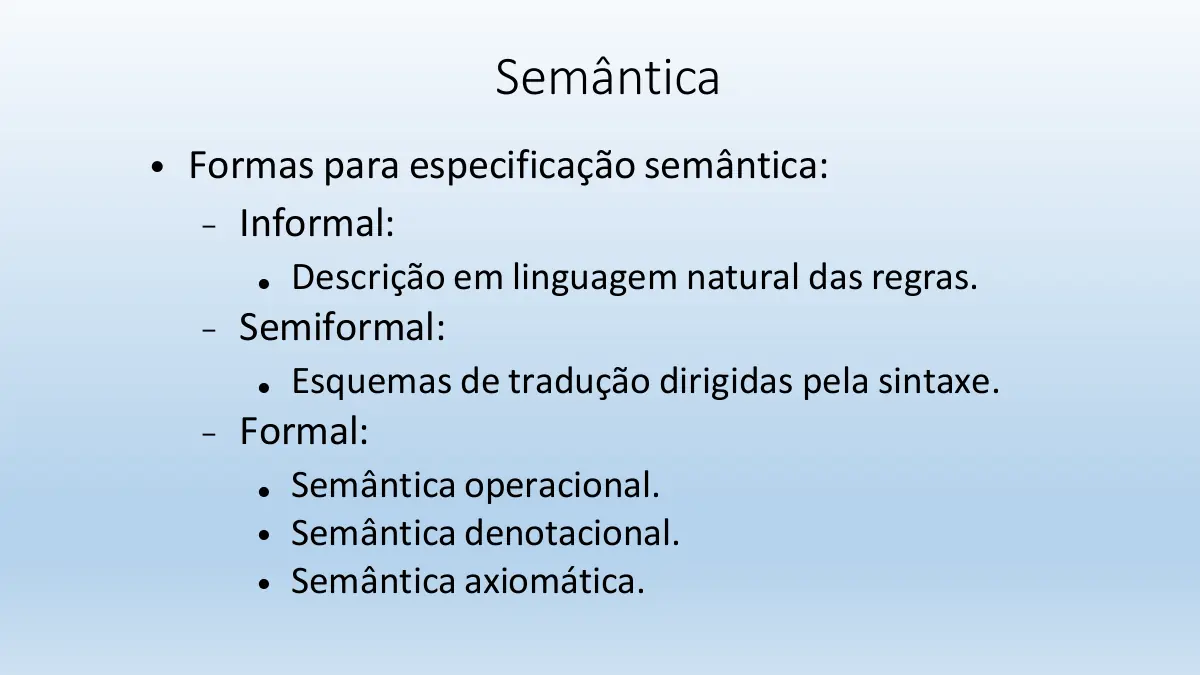 Semântica
• Formas para especificação semântica:
– Informal:
• Descrição em linguagem natural das regras.
– Semiformal:
• Esquemas de tradução dirigidas pela sintaxe.
– Formal:
• Semântica operacional.
• Semântica denotacional.
• Semântica axiomática.